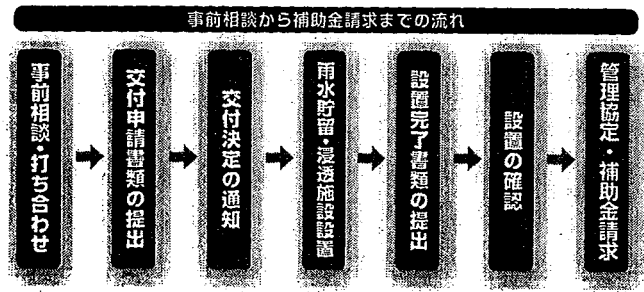 事前相談から補助金請求までの流れ
事前相談・打ち合わせ
交付申請書類の提出
交付決定の通知
雨水貯留・浸透施設設置
設置完了書類の提出
設置の確認
管理協定・補助金請求